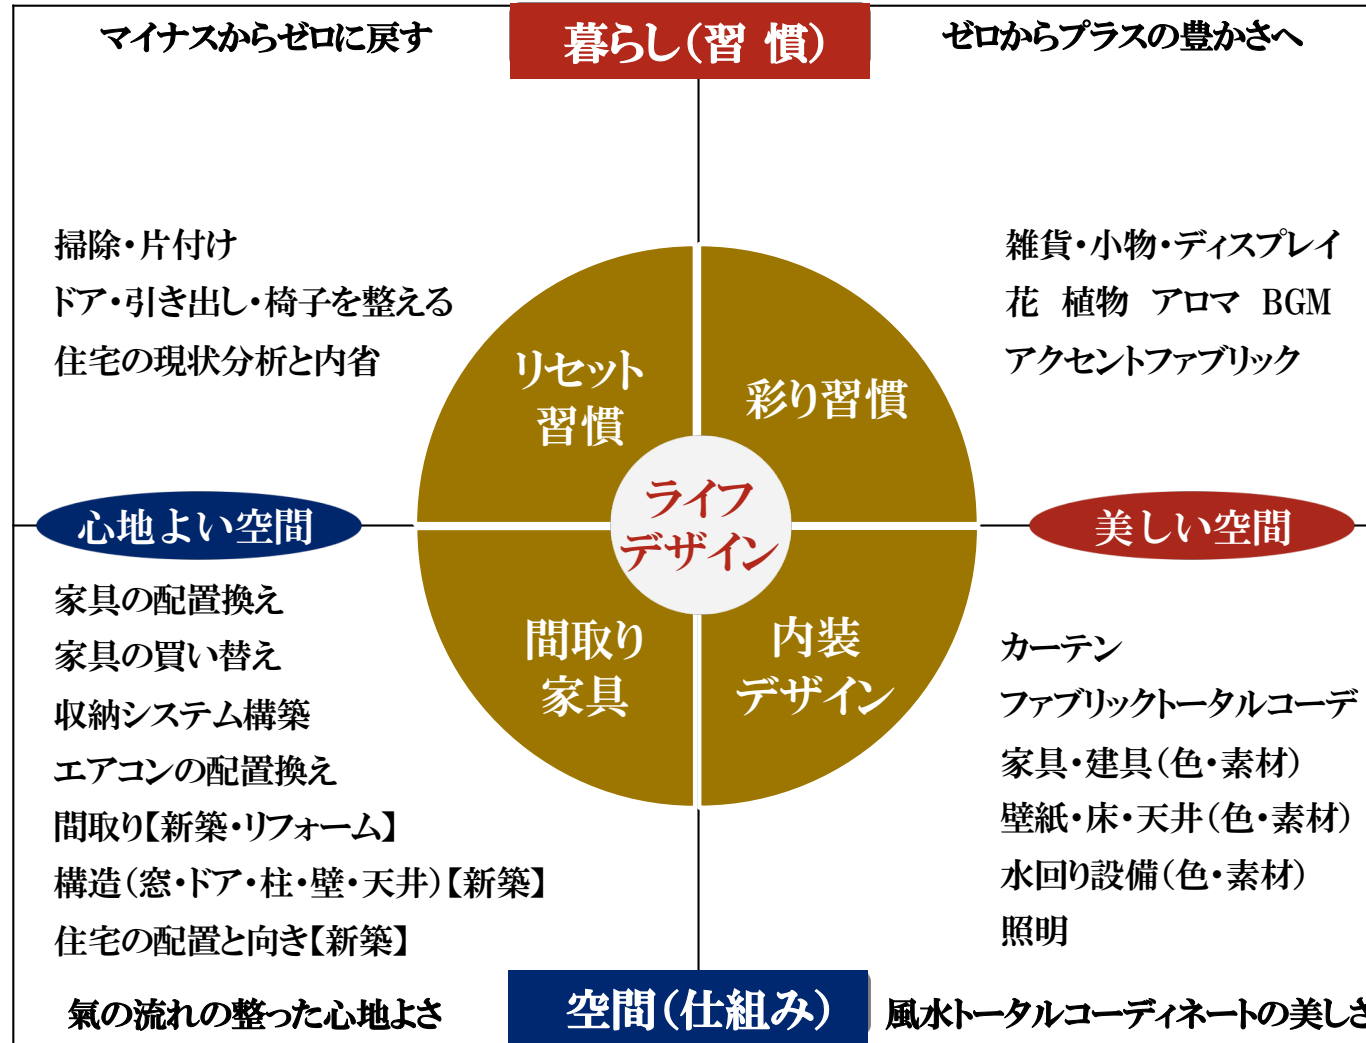 マイナスからゼロに戻す
暮らし(習 慣)
ゼロからプラスの豊かさへ
掃除・片付け
ドア・引き出し・椅子を整える
住宅の現状分析と内省
雑貨・小物・ディスプレイ
花 植物 アロマ BGM
アクセントファブリック
リセット
習慣
彩り習慣
ライフ
デザイン
心地よい空間
美しい空間
間取り
家具
内装
デザイン
家具の配置換え
家具の買い替え
収納システム構築
エアコンの配置換え
間取り【新築・リフォーム】
構造(窓・ドア・柱・壁・天井)【新築】
住宅の配置と向き【新築】
カーテン
ファブリックトータルコーデ
家具・建具(色・素材)
壁紙・床・天井(色・素材)
水回り設備(色・素材)
照明
氣の流れの整った心地よさ
空間(仕組み)
風水トータルコーディネートの美しさ